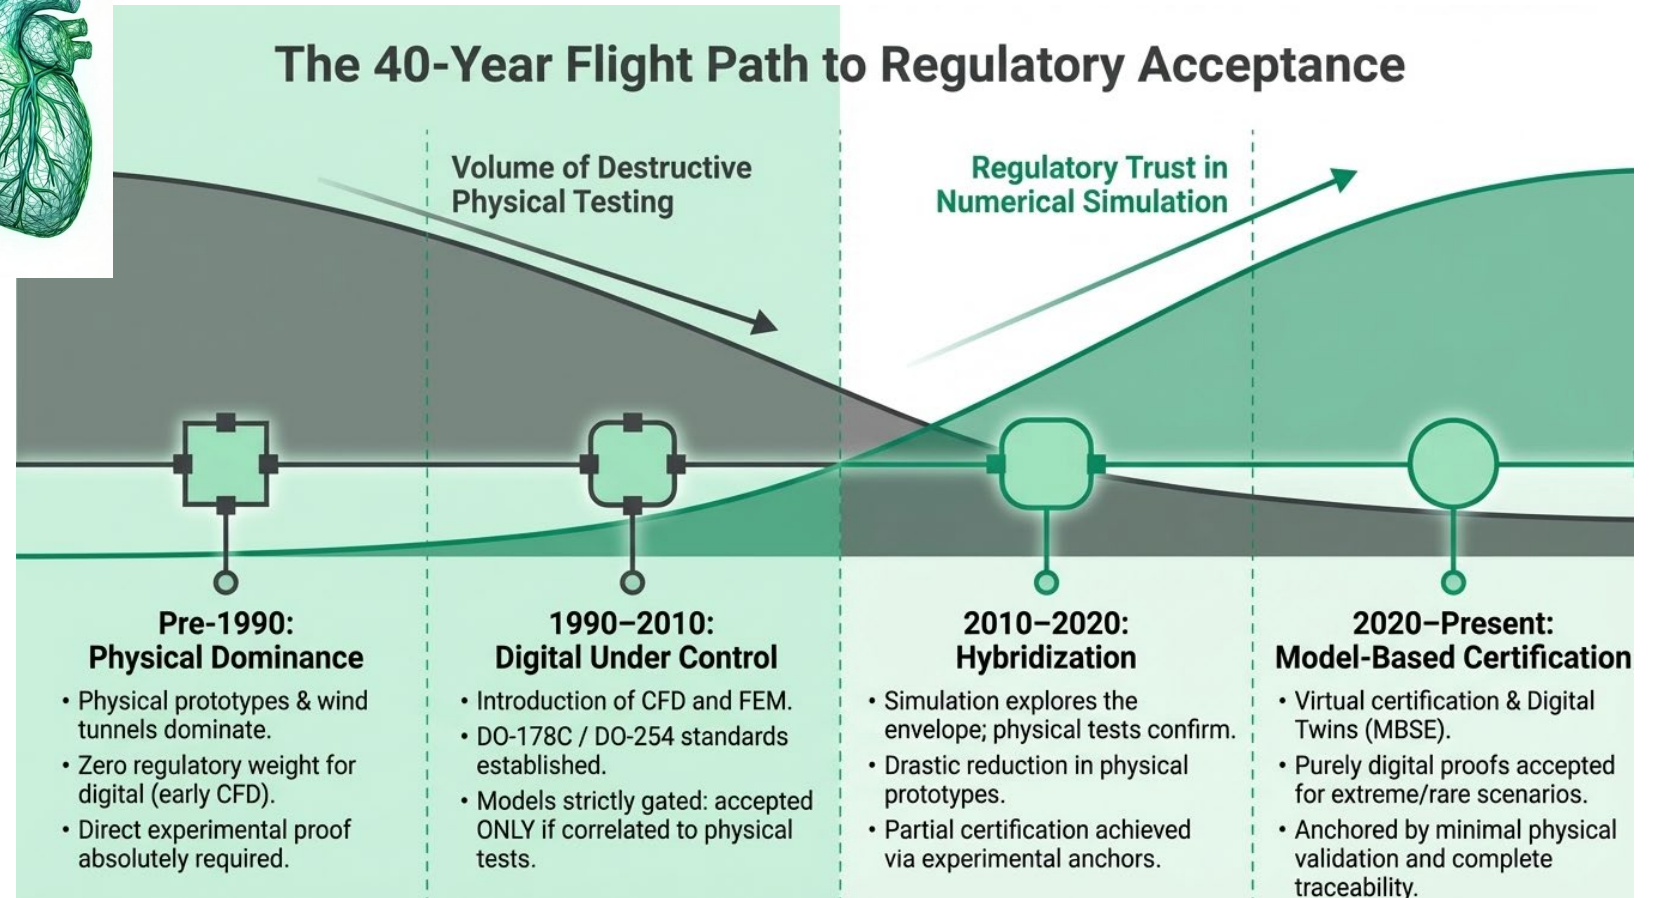 The 40-Year Flight Path to Regulatory Acceptance
Volume of Destructive
Physical Testing
Regulatory Trust in
Numerical Simulation
Pre-1990:
Physical Dominance
• Physical prototypes & wind
tunnels dominate.
• Zero regulatory weight for
digital (early CFD).
• Direct experimental proof
absolutely required.
1990–2010:
Digital Under Control
• Introduction of CFD and FEM.
• DO-178C / DO-254 standards
established.
• Models strictly gated: accepted
ONLY if correlated to physical
tests.
2010–2020:
Hybridization
• Simulation explores the
envelope; physical tests confirm.
• Drastic reduction in physical
prototypes.
• Partial certification achieved
via experimental anchors.
2020–Present:
Model-Based Certification
• Virtual certification & Digital
Twins (MBSE).
• Purely digital proofs accepted
for extreme/rare scenarios.
• Anchored by minimal physical
validation and complete
traceability.